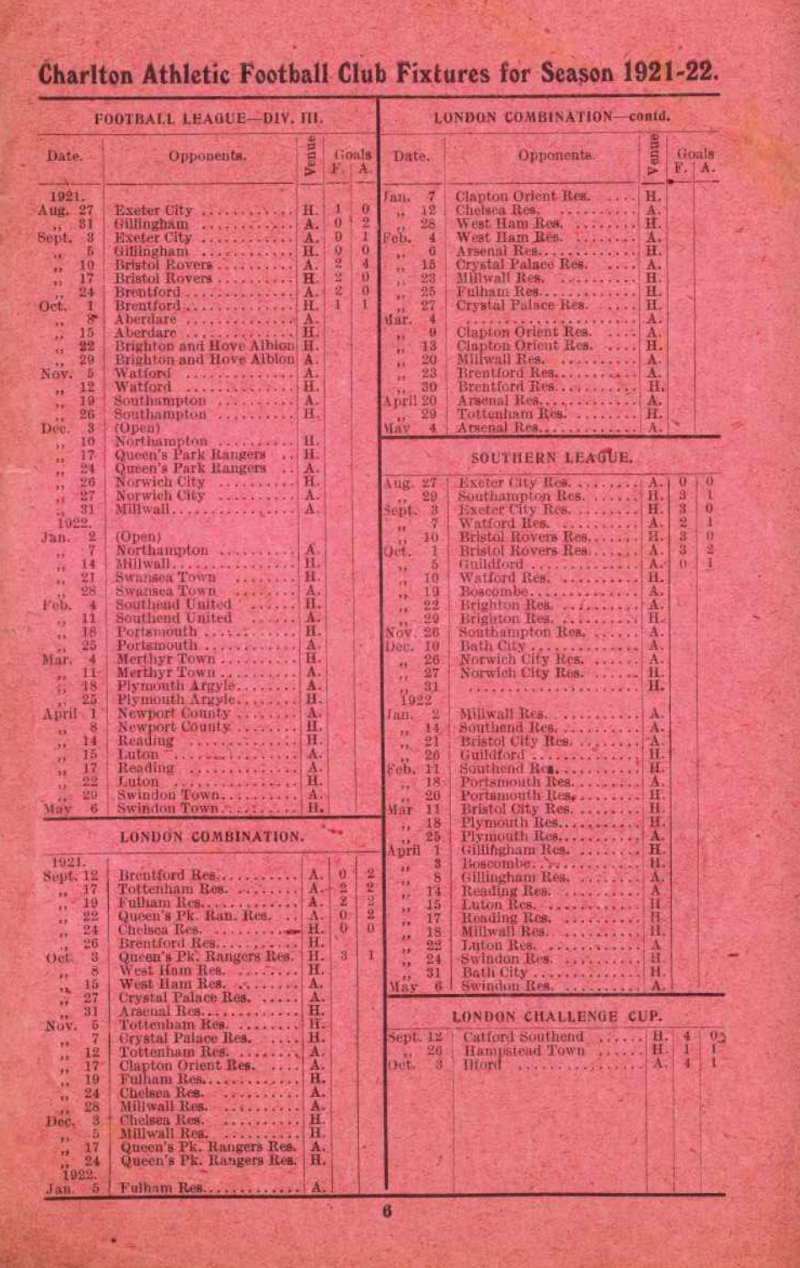 Charlton Athletic Football Club Fixtures for Season 1921-22.
FOOTBALL LEAGUE—DIV. III.
Date. Opponents. Venue Goals
F. A.
1921.
Aug. 27 Exeter City H. 1 0
„ 31 Gillingham A. 0 2
Sept. 3 Exeter City A. 0 1
„ 5 Gillingham H. 0 0
„ 10 Bristol Rovers A. 2 4
„ 17 Bristol Rovers H. 2 0
„ 24 Brentford A. 2 0
Oct. 1 Brentford H. 1 1
„ 8 Aberdare A.
„ 15 Aberdare H.
„ 22 Brighton and Hove Albion H.
„ 29 Brighton and Hove Albion A.
Nov. 5 Watford A.
„ 12 Watford H.
„ 19 Southampton A.
„ 26 Southampton H.
Dec. 3 (Open)
„ 10 Northampton H.
„ 17 Queen's Park Rangers H.
„ 24 Queen's Park Rangers A.
„ 26 Norwich City H.
„ 27 Norwich City A.
„ 31 Millwall A.
1922.
Jan. 2 (Open)
„ 7 Northampton A.
„ 14 Millwall H.
„ 21 Swansea Town H.
„ 28 Swansea Town A.
Feb. 4 Southend United H.
„ 11 Southend United A.
„ 18 Portsmouth H.
„ 25 Portsmouth A.
Mar. 4 Merthyr Town H.
„ 11 Merthyr Town A.
„ 18 Plymouth Argyle A.
„ 25 Plymouth Argyle H.
April 1 Newport County A.
„ 8 Newport County H.
„ 14 Reading H.
„ 15 Luton A.
„ 17 Reading A.
„ 22 Luton H.
„ 29 Swindon Town A.
May 6 Swindon Town H.
LONDON COMBINATION.
1921.
Sept. 12 Brentford Res. A. 0 2
„ 17 Tottenham Res. A. 2 2
„ 19 Fulham Res. A. 2 2
„ 22 Queen's Pk. Ran. Res. A. 0 2
„ 24 Chelsea Res. H. 0 0
„ 26 Brentford Res. H.
Oct. 3 Queen's Pk. Rangers Res. H. 3 1
„ 8 West Ham Res. H.
„ 15 West Ham Res. A.
„ 27 Crystal Palace Res. A.
„ 31 Arsenal Res. H.
Nov. 5 Tottenham Res. H.
„ 7 Crystal Palace Res. H.
„ 12 Tottenham Res. A.
„ 17 Clapton Orient Res. A.
„ 19 Fulham Res. H.
„ 24 Chelsea Res. A.
„ 28 Millwall Res. A.
Dec. 3 Chelsea Res. H.
„ 5 Millwall Res. H.
„ 17 Queen's Pk. Rangers Res. A.
„ 24 Queen's Pk. Rangers Res. H.
1922.
Jan. 5 Fulham Res. A.
LONDON COMBINATION—contd.
Date. Opponents. Venue Goals
F. A.
Jan. 7 Clapton Orient Res. H.
„ 12 Chelsea Res. A.
„ 28 West Ham Res. H.
Feb. 4 West Ham Res. A.
„ 6 Arsenal Res. H.
„ 15 Crystal Palace Res. A.
„ 23 Millwall Res. H.
„ 25 Fulham Res. H.
„ 27 Crystal Palace Res. H.
Mar. 4 A.
„ 9 Clapton Orient Res. A.
„ 13 Clapton Orient Res. H.
„ 20 Millwall Res. A.
„ 23 Brentford Res. A.
„ 30 Brentford Res. H.
April 20 Arsenal Res. A.
„ 29 Tottenham Res. H.
May 4 Arsenal Res. A.
SOUTHERN LEAGUE.
Aug. 27 Exeter City Res. A. 0 0
„ 29 Southampton Res. H. 3 1
Sept. 3 Exeter City Res. H. 3 0
„ 7 Watford Res. A. 2 1
„ 10 Bristol Rovers Res. H. 3 0
Oct. 1 Bristol Rovers Res. A. 3 2
„ 5 Guildford A. 0 1
„ 10 Watford Res. H.
„ 19 Boscombe A.
„ 22 Brighton Res. A.
„ 29 Brighton Res. H.
Nov. 26 Southampton Res. A.
Dec. 10 Bath City A.
„ 26 Norwich City Res. A.
„ 27 Norwich City Res. H.
„ 31 H.
1922
Jan. 2 Millwall Res. A.
„ 14 Southend Res. A.
„ 21 Bristol City Res. A.
„ 26 Guildford H.
Feb. 11 Southend Res. H.
„ 18 Portsmouth Res. A.
„ 20 Portsmouth Res. H.
Mar 11 Bristol City Res. H.
„ 18 Plymouth Res. H.
„ 25 Plymouth Res. A.
April 1 Gillingham Res. H.
„ 3 Boscombe H.
„ 8 Gillingham Res. A.
„ 14 Reading Res. A
„ 15 Luton Res. H
„ 17 Reading Res. H
„ 18 Millwall Res. H.
„ 22 Luton Res. A
„ 24 Swindon Res. H.
„ 31 Bath City H.
May 6 Swindon Res. A.
LONDON CHALLENGE CUP.
Sept. 12 Catford Southend H. 4 0
„ 26 Hampstead Town H. 1 1
Oct. 3 Ilford A. 4 1
6